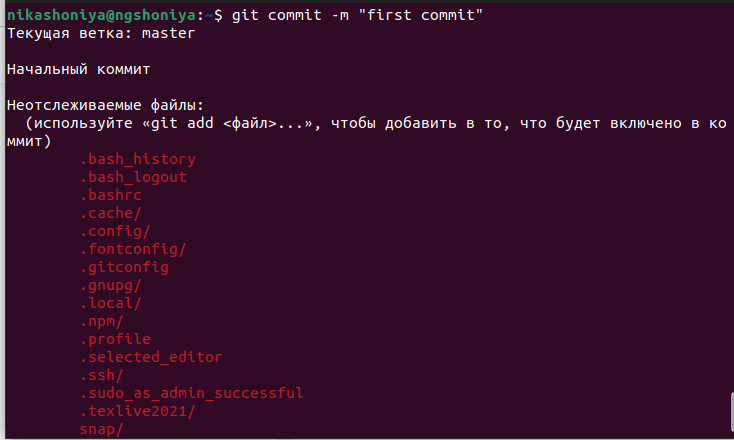 nikashoniya@ngshoniya:~$ git commit -m "first commit"
Текущая ветка: master
Начальный коммит
Неотслеживаемые файлы:
(используйте «git add <файл>...», чтобы добавить в то, что будет включено в ко
ммит)
.bash_history
.bash_logout
.bashrc
.cache/
.config/
.fontconfig/
.gitconfig
.gnupg/
.local/
.npm/
.profile
.selected_editor
.ssh/
.sudo_as_admin_successful
.texlive2021/
snap/